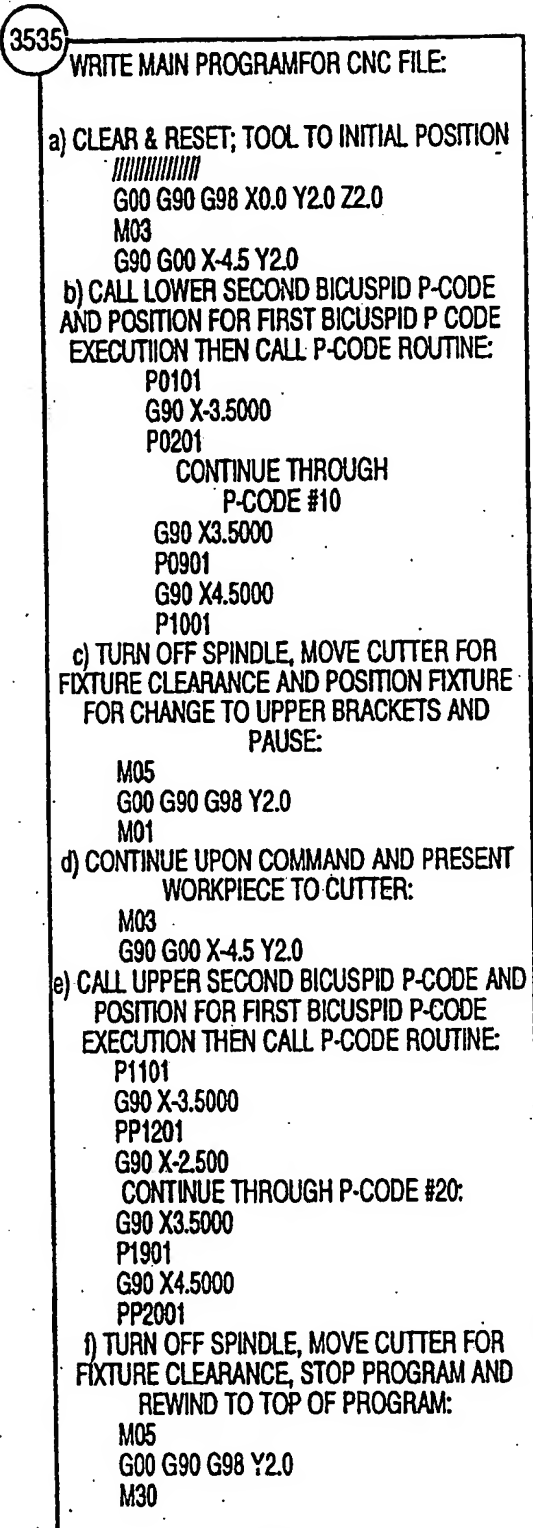 3535
WRITE MAIN PROGRAMFOR CNC FILE:
a) CLEAR & RESET; TOOL TO INITIAL POSITION
////////////////
G00 G90 G98 X0.0 Y2.0 Z2.0
M03
G90 G00 X-4.5 Y2.0
b) CALL LOWER SECOND BICUSPID P-CODE
AND POSITION FOR FIRST BICUSPID P CODE
EXECUTIION THEN CALL P-CODE ROUTINE:
P0101
G90 X-3.5000
P0201
CONTINUE THROUGH
P-CODE #10
G90 X3.5000
P0901
G90 X4.5000
P1001
c) TURN OFF SPINDLE, MOVE CUTTER FOR
FIXTURE CLEARANCE AND POSITION FIXTURE
FOR CHANGE TO UPPER BRACKETS AND
PAUSE:
M05
G00 G90 G98 Y2.0
M01
d) CONTINUE UPON COMMAND AND PRESENT
WORKPIECE TO CUTTER:
M03
G90 G00 X-4.5 Y2.0
e) CALL UPPER SECOND BICUSPID P-CODE AND
POSITION FOR FIRST BICUSPID P-CODE
EXECUTION THEN CALL P-CODE ROUTINE:
P1101
G90 X-3.5000
PP1201
G90 X-2.500
CONTINUE THROUGH P-CODE #20:
G90 X3.5000
P1901
G90 X4.5000
PP2001
f) TURN OFF SPINDLE, MOVE CUTTER FOR
FIXTURE CLEARANCE, STOP PROGRAM AND
REWIND TO TOP OF PROGRAM:
M05
G00 G90 G98 Y2.0
M30